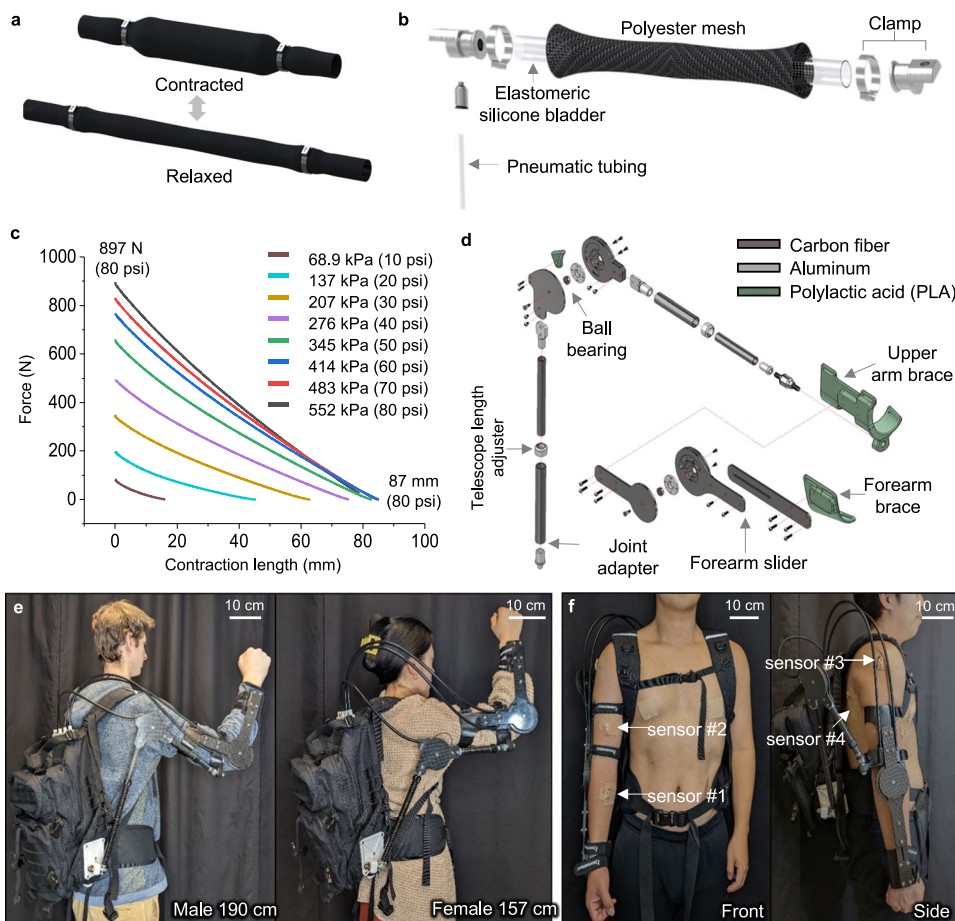 a
Contracted
Relaxed
b
Polyester mesh
Clamp
Elastomeric
silicone bladder
Pneumatic tubing
c
897 N
(80 psi)
68.9 kPa (10 psi)
137 kPa (20 psi)
207 kPa (30 psi)
276 kPa (40 psi)
345 kPa (50 psi)
414 kPa (60 psi)
483 kPa (70 psi)
552 kPa (80 psi)
87 mm
(80 psi)
Force (N)
1000
800
600
400
200
0
0
20
40
60
80
100
Contraction length (mm)
d
Carbon fiber
Aluminum
Polylactic acid (PLA)
Ball
bearing
Upper
arm brace
Telescope length
adjuster
Forearm
brace
Joint
adapter
Forearm slider
e
10 cm
Male 190 cm
10 cm
Female 157 cm
f
10 cm
sensor #2
sensor #1
Front
10 cm
sensor #3
sensor #4
Side